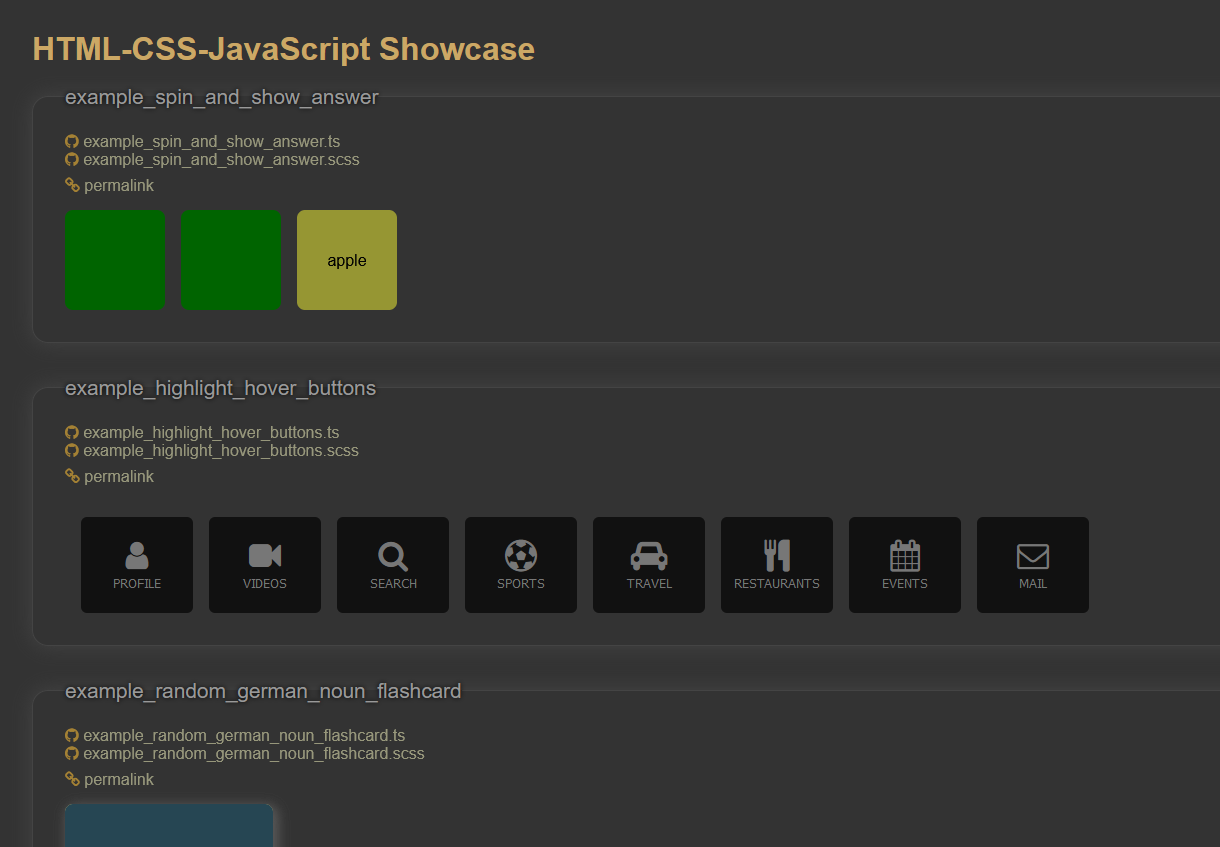 HTML-CSS-JavaScript Showcase
example_spin_and_show_answer
example_spin_and_show_answer.ts
example_spin_and_show_answer.scss
permalink
apple
example_highlight_hover_buttons
example_highlight_hover_buttons.ts
example_highlight_hover_buttons.scss
permalink
PROFILE VIDEOS SEARCH SPORTS TRAVEL RESTAURANTS EVENTS MAIL
example_random_german_noun_flashcard
example_random_german_noun_flashcard.ts
example_random_german_noun_flashcard.scss
permalink